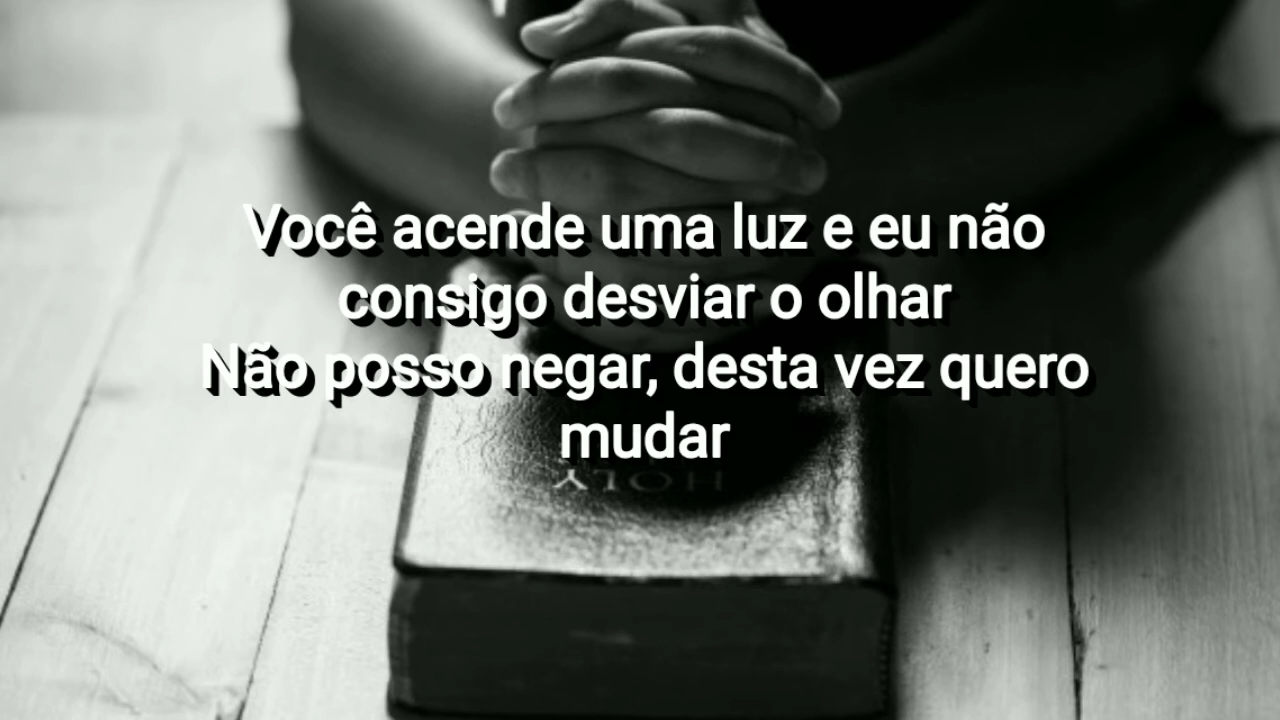 Você acende uma luz e eu não
consigo desviar o olhar
Não posso negar, desta vez quero
mudar
HOLY